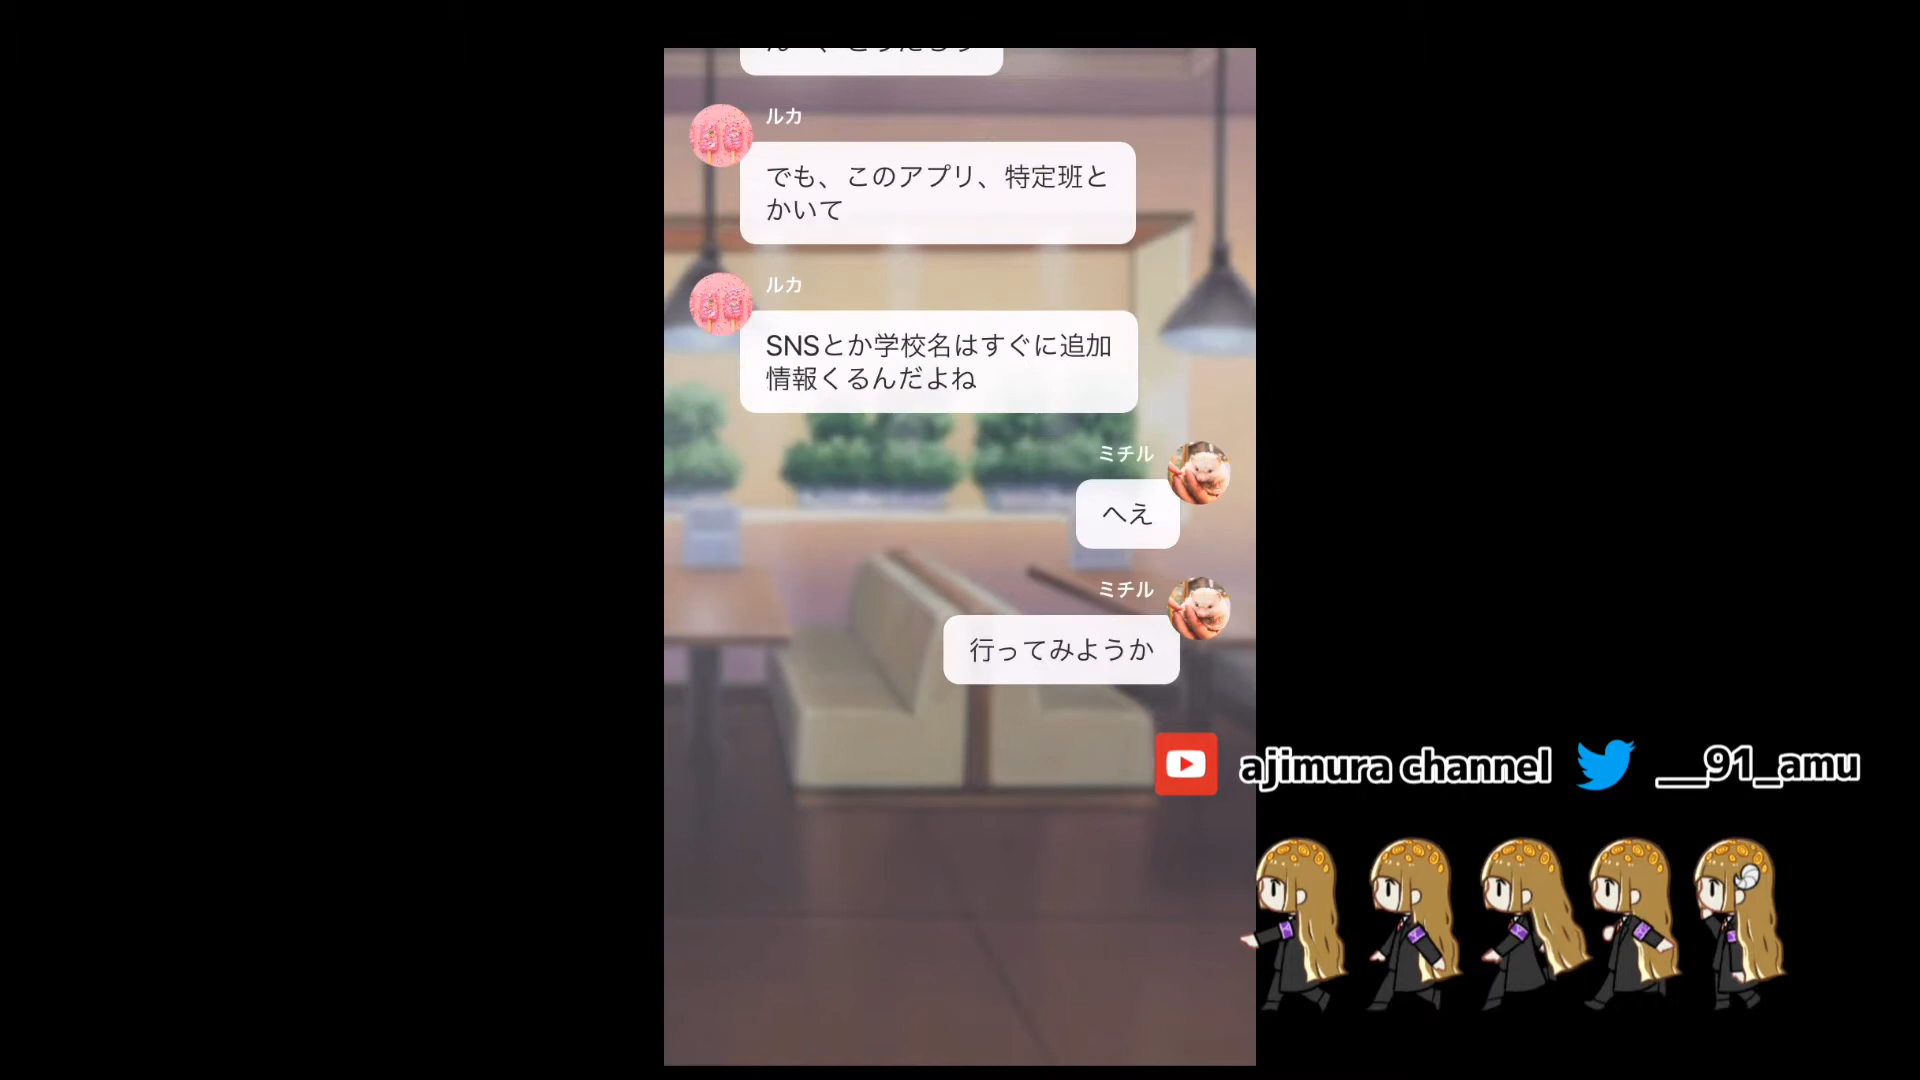 ルカ
でも、このアプリ、特定班と
かいて
ルカ
SNSとか学校名はすぐに追加
情報くるんだよね
ミチル
へえ
ミチル
行ってみようか
ajimura channel
__91_amu